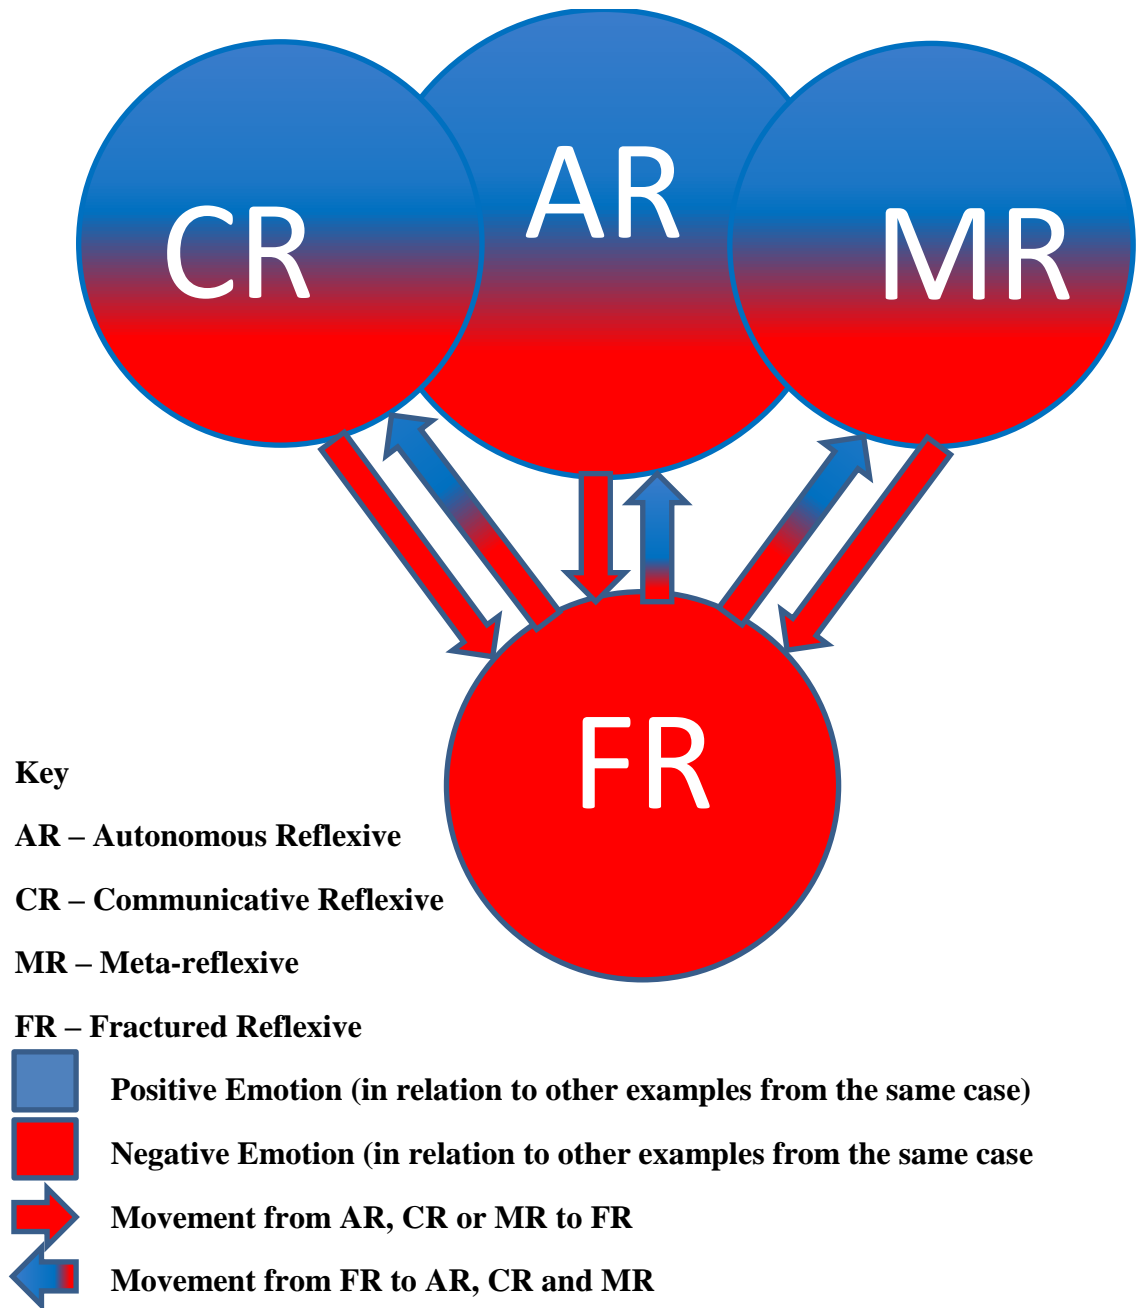 AR
CR
MR
FR
Key
AR – Autonomous Reflexive
CR – Communicative Reflexive
MR – Meta-reflexive
FR – Fractured Reflexive
Positive Emotion (in relation to other examples from the same case)
Negative Emotion (in relation to other examples from the same case
Movement from AR, CR or MR to FR
Movement from FR to AR, CR and MR